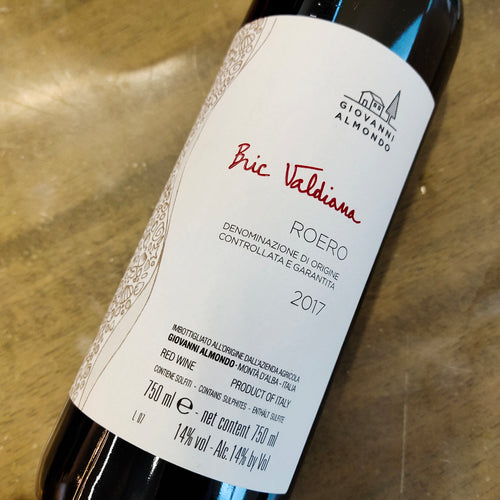 GIOVANNI
ALMONDO
Bric Valdiana
ROERO
DENOMINAZIONE DI ORIGINE
CONTROLLATA E GARANTITA
2017
IMBOTTIGLIATO ALL'ORIGINE DALL'AZIENDA AGRICOLA
GIOVANNI ALMONDO - MONTÀ D'ALBA - ITALIA
RED WINE PRODUCT OF ITALY
CONTIENE SOLFITI - CONTAINS SULPHITES - ENTHÄLT SULFITE
750 ml e - net content 750 ml
L 07 14% vol - Alc. 14% by Vol